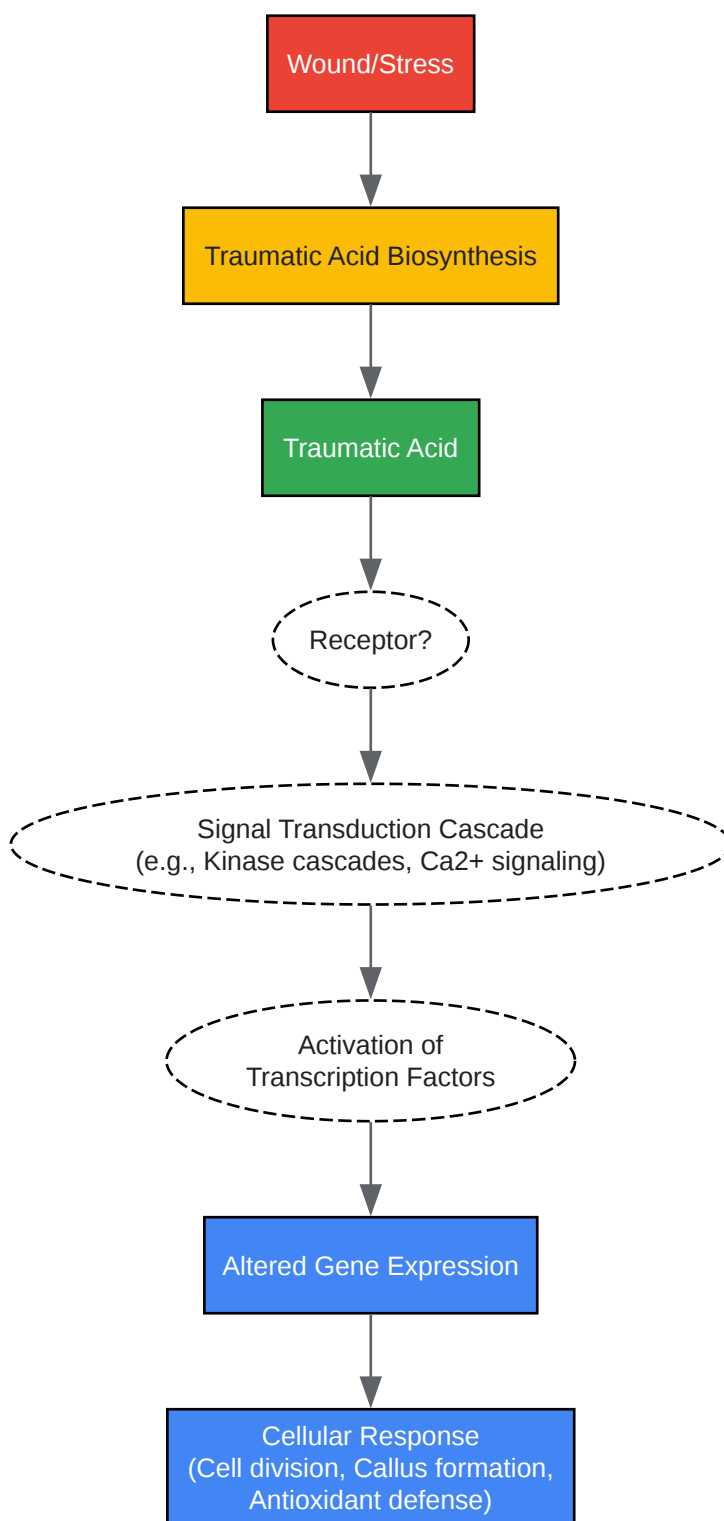 Wound/Stress
Traumatic Acid Biosynthesis
Traumatic Acid
Receptor?
Signal Transduction Cascade
(e.g., Kinase cascades, Ca2+ signaling)
Activation of
Transcription Factors
Altered Gene Expression
Cellular Response
(Cell division, Callus formation,
Antioxidant defense)